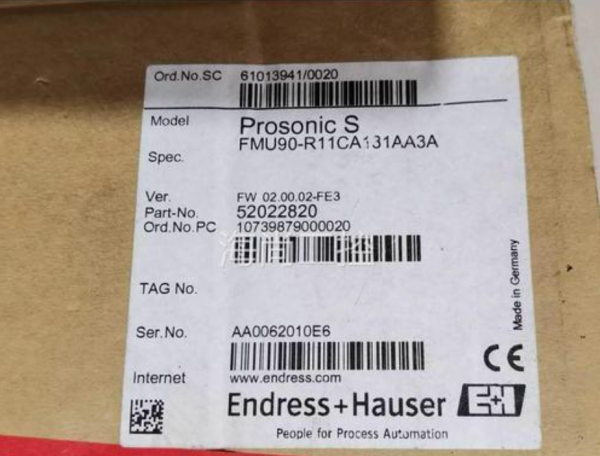 Ord.No.SC 61013941/0020
Model Prosonic S
FMU90-R11CA131AA3A
Spec.
Ver. FW 02.00.02-FE3
Part-No. 52022820
Ord.No.PC 10739879000020
TAG No.
Ser.No. AA0062010E6
Internet www.endress.com
Made in Germany
CE
Endress+Hauser E+H
People for Process Automation